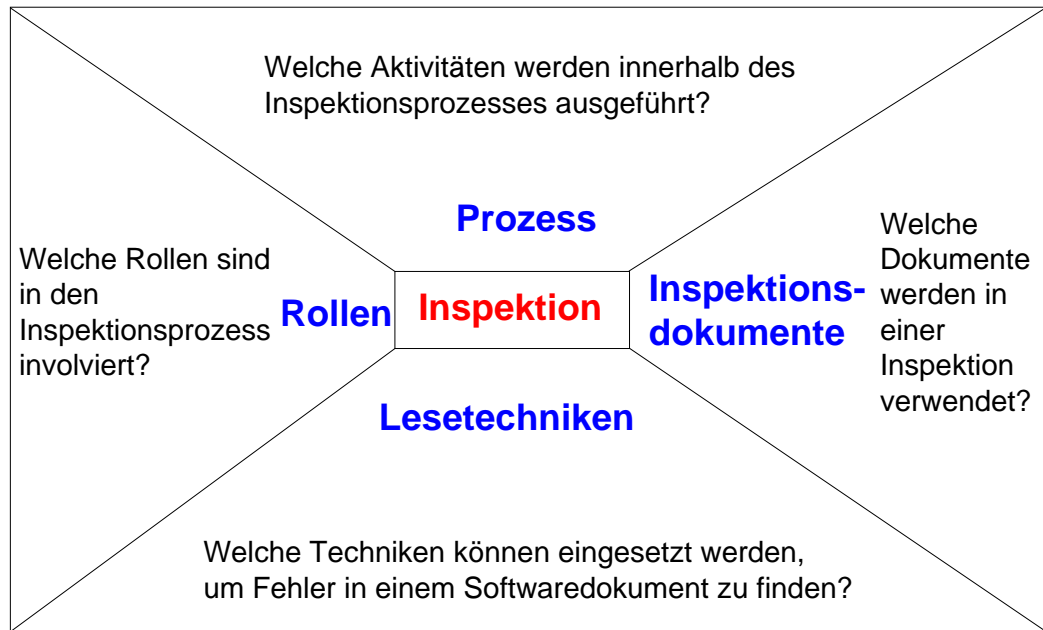 Welche Aktivitäten werden innerhalb des
Inspektionsprozesses ausgeführt?
Prozess
Welche Rollen sind
in den
Inspektionsprozess
involviert?
Rollen
Inspektion
Inspektions-
dokumente
Welche
Dokumente
werden in
einer
Inspektion
verwendet?
Lesetechniken
Welche Techniken können eingesetzt werden,
um Fehler in einem Softwaredokument zu finden?